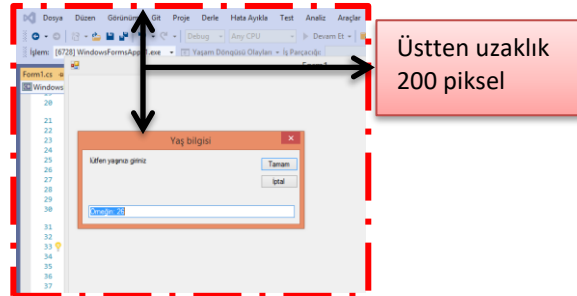 Dosya Düzen Görünüm Git Proje Derle Hata Ayıkla Test Analiz Araçlar
Debug Any CPU Devam Et
İşlem: [6728] WindowsFormsApp1.exe Yaşam Döngüsü Olayları İş Parçacığı:
Form1.cs
Windows
20
21
22
23
24
25
26
27
28
29
30
31
32
33
34
35
36
37
Yaş bilgisi
lütfen yaşınızı giriniz
Tamam
İptal
Örneğin: 26
Üstten uzaklık
200 piksel